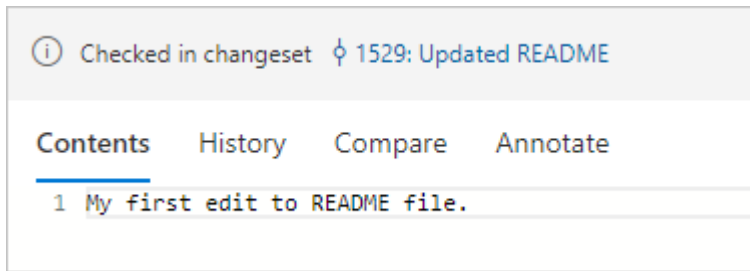 Checked in changeset 1529: Updated README
Contents History Compare Annotate
1 My first edit to README file.